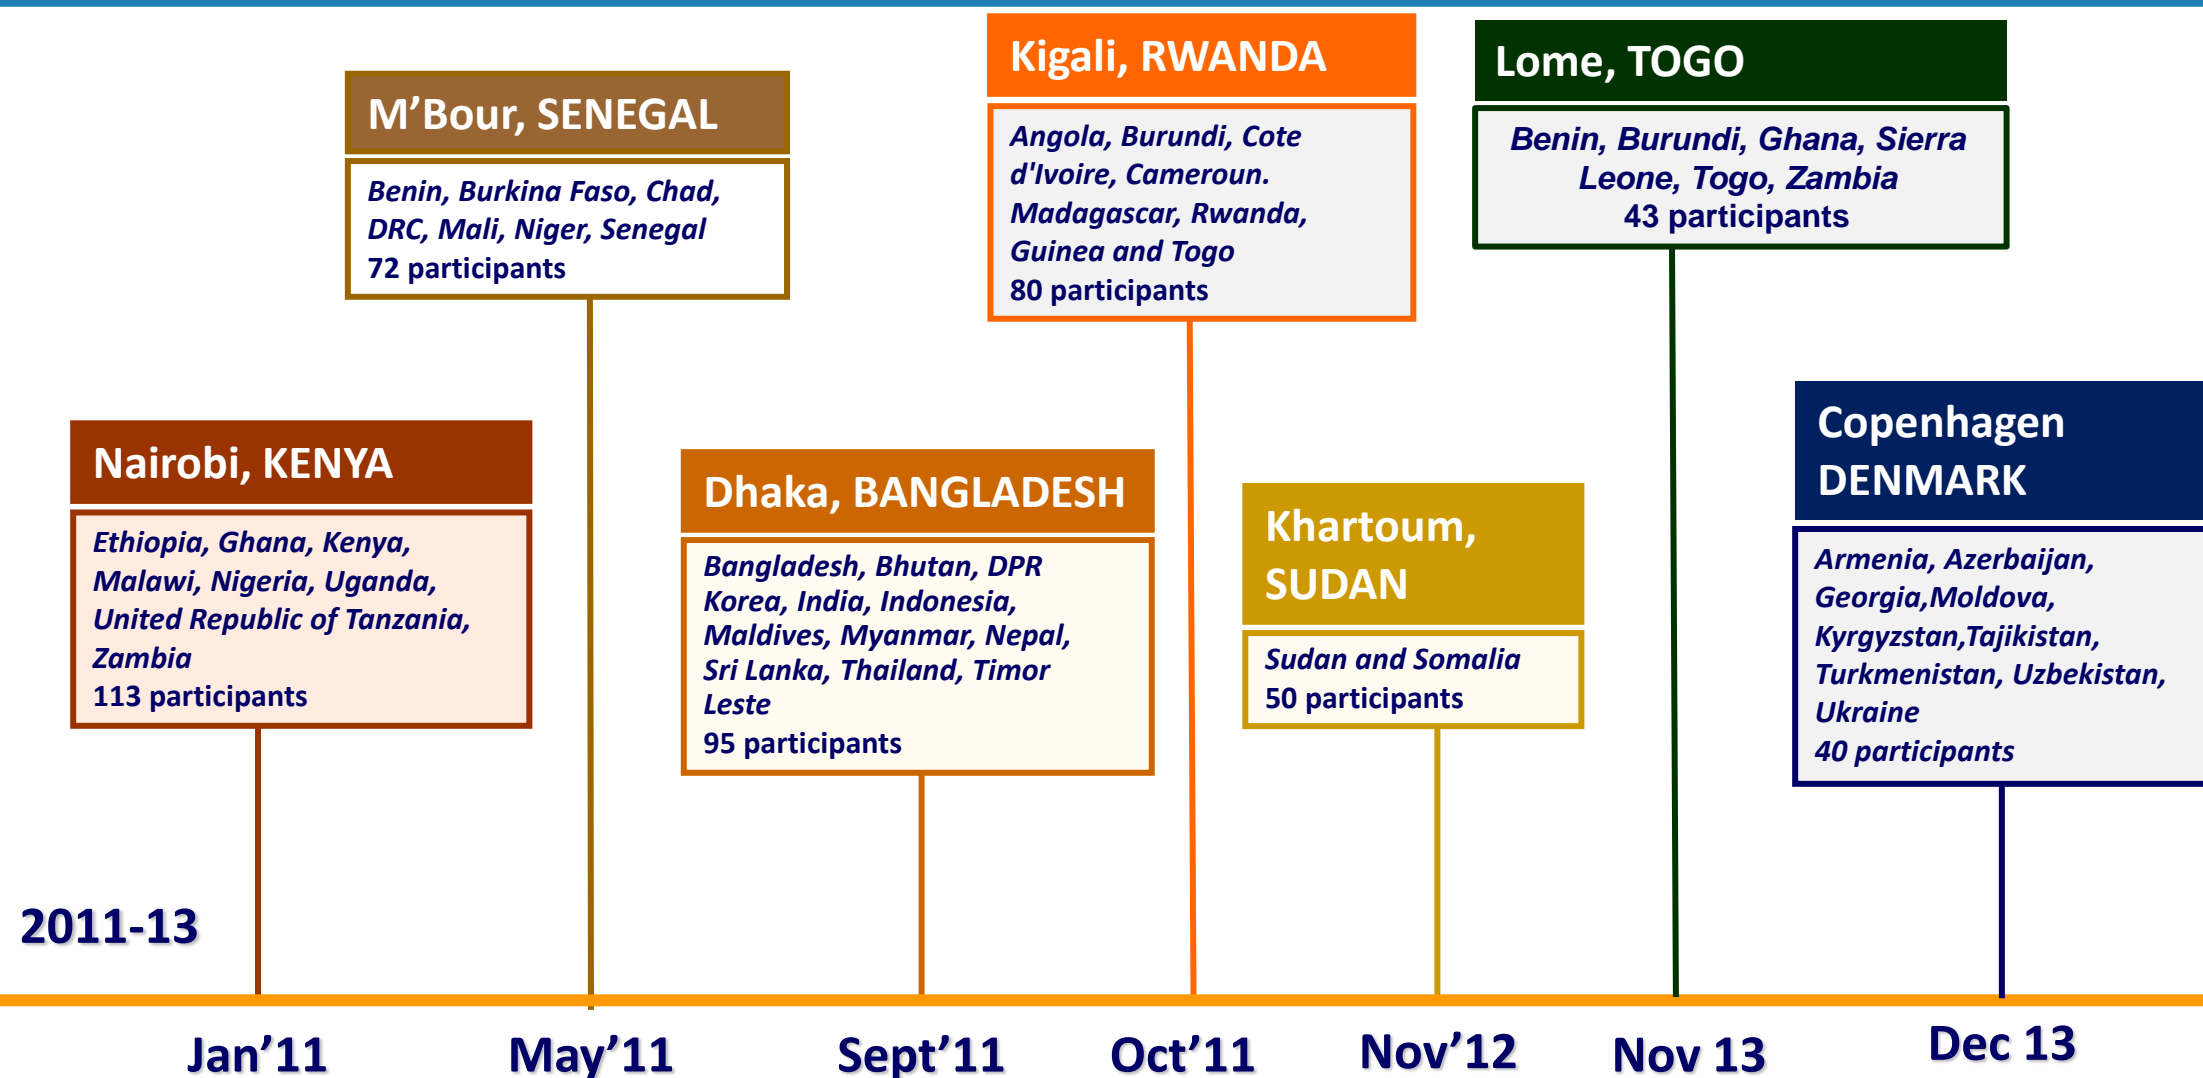 M’Bour, SENEGAL
Benin, Burkina Faso, Chad,
DRC, Mali, Niger, Senegal
72 participants
Kigali, RWANDA
Angola, Burundi, Cote
d'Ivoire, Cameroun.
Madagascar, Rwanda,
Guinea and Togo
80 participants
Lome, TOGO
Benin, Burundi, Ghana, Sierra
Leone, Togo, Zambia
43 participants
Nairobi, KENYA
Ethiopia, Ghana, Kenya,
Malawi, Nigeria, Uganda,
United Republic of Tanzania,
Zambia
113 participants
Dhaka, BANGLADESH
Bangladesh, Bhutan, DPR
Korea, India, Indonesia,
Maldives, Myanmar, Nepal,
Sri Lanka, Thailand, Timor
Leste
95 participants
Khartoum,
SUDAN
Sudan and Somalia
50 participants
Copenhagen
DENMARK
Armenia, Azerbaijan,
Georgia,Moldova,
Kyrgyzstan,Tajikistan,
Turkmenistan, Uzbekistan,
Ukraine
40 participants
2011-13
Jan’11
May’11
Sept’11
Oct’11
Nov’12
Nov 13
Dec 13